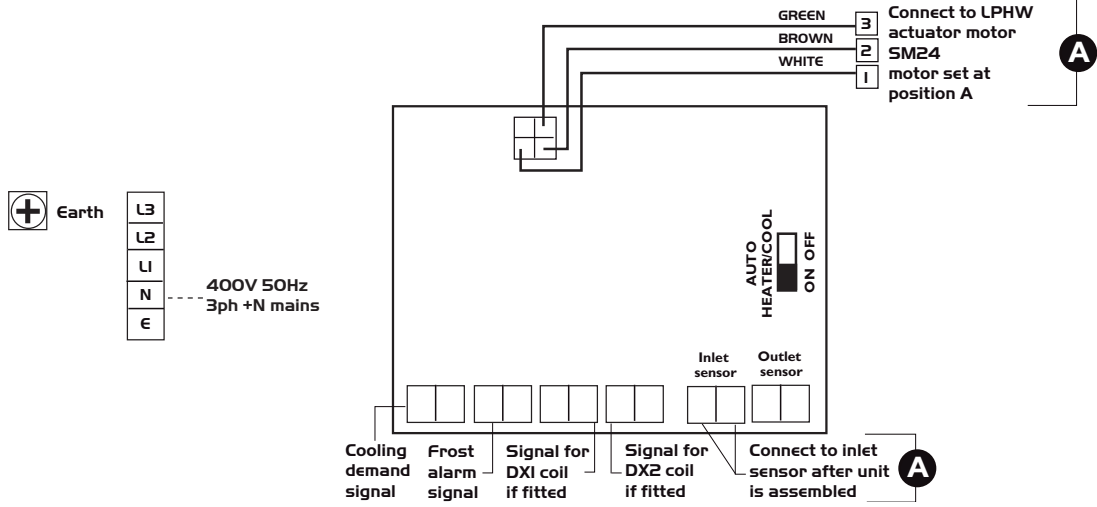 GREEN
BROWN
WHITE
3
2
1
Connect to LPHW
actuator motor
SM24
motor set at
position A
A
Earth
L3
L2
L1
N
E
400V 50Hz
3ph +N mains
AUTO
HEATER/COOL
ON OFF
Inlet
sensor
Outlet
sensor
Cooling
demand
signal
Frost
alarm
signal
Signal for
DX1 coil
if fitted
Signal for
DX2 coil
if fitted
Connect to inlet
sensor after unit
is assembled
A